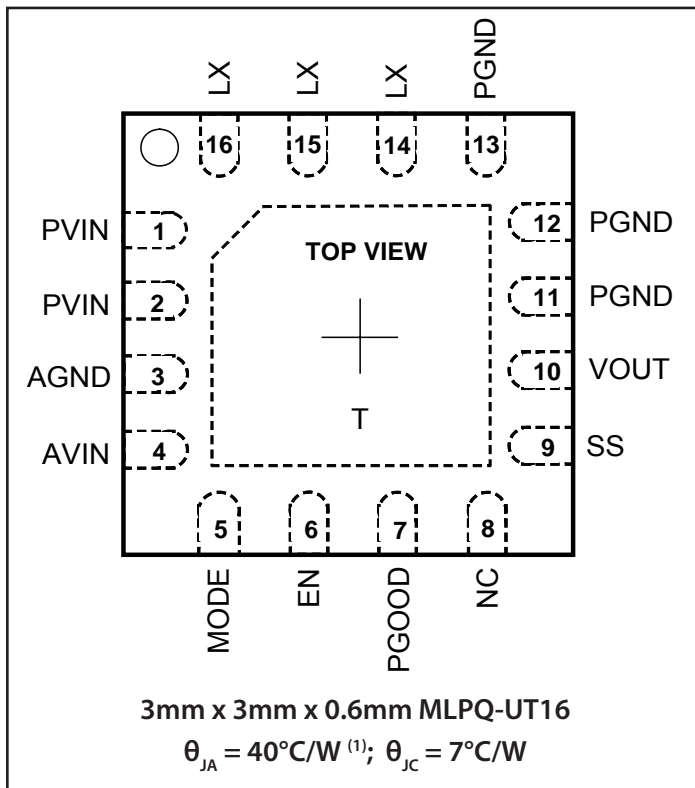 LX LX LX PGND
16 15 14 13
PVIN 1
12 PGND
TOP VIEW
PVIN 2
11 PGND
AGND 3
10 VOUT
T
AVIN 4
9 SS
5 6 7 8
MODE EN PGOOD NC
3mm x 3mm x 0.6mm MLPQ-UT16
θJA = 40°C/W (1); θJC = 7°C/W